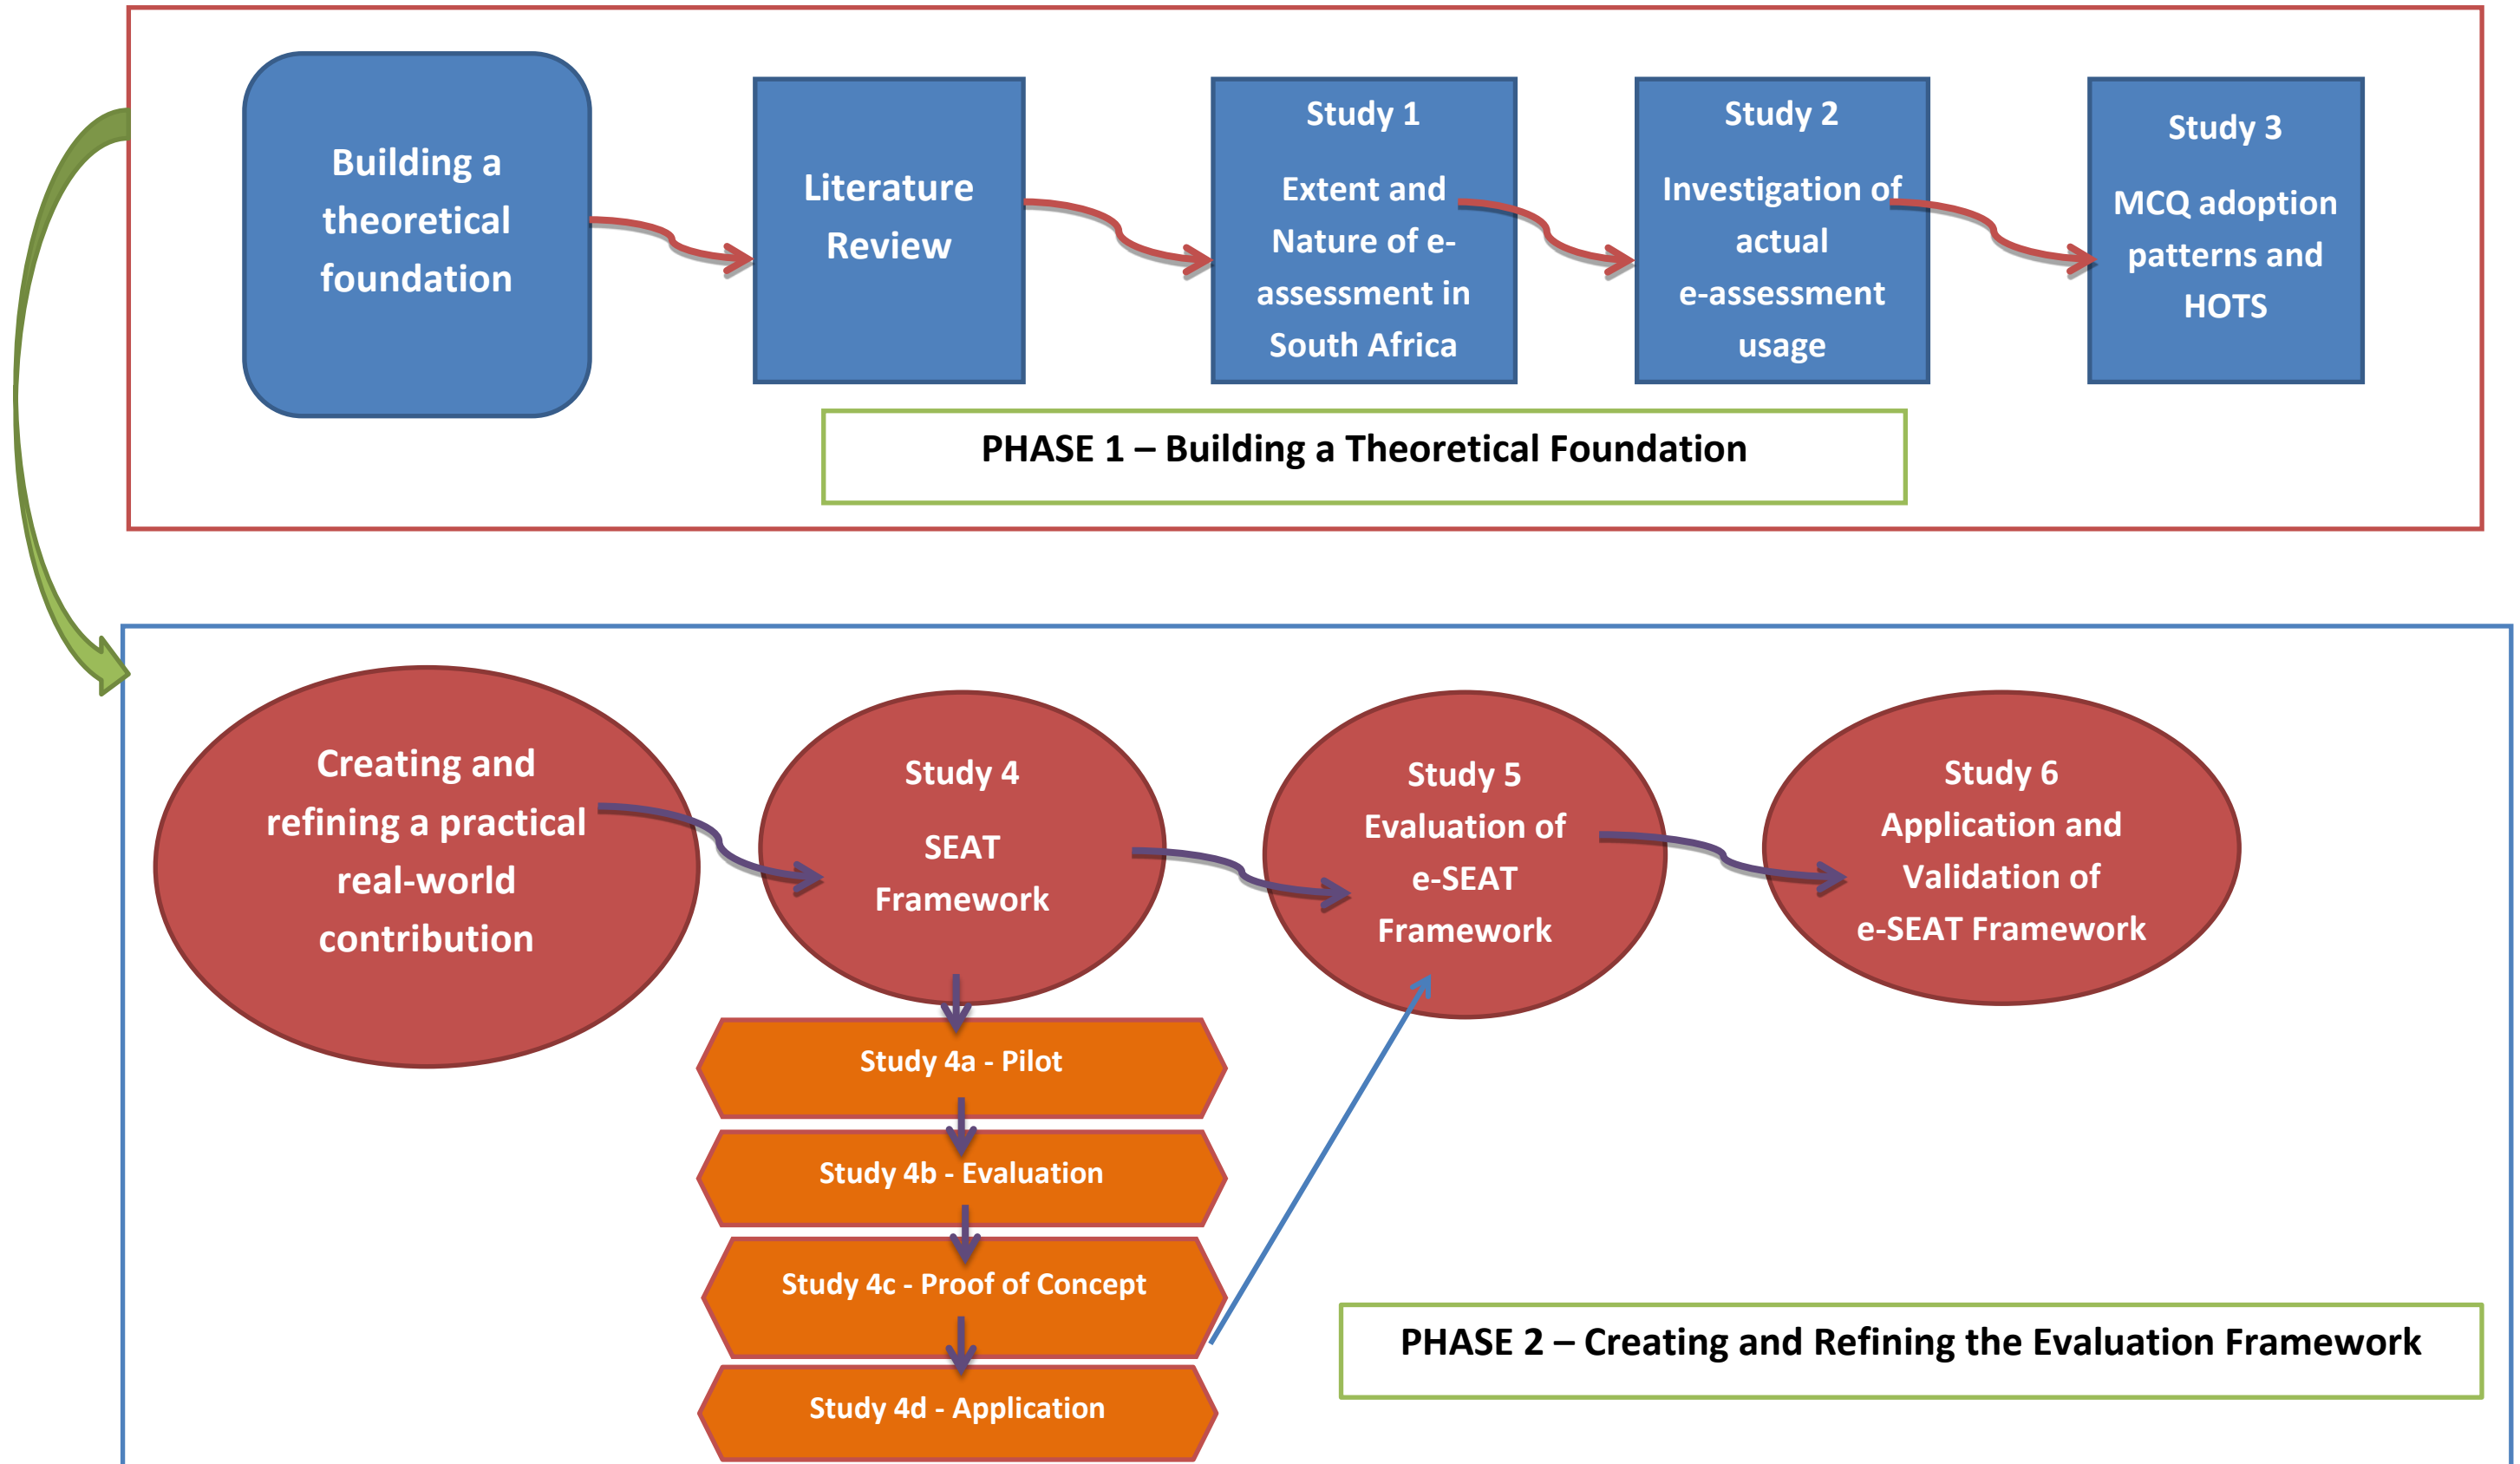 Building a
theoretical
foundation
Literature
Review
Study 1
Extent and
Nature of e-
assessment in
South Africa
Study 2
Investigation of
actual
e-assessment
usage
Study 3
MCQ adoption
patterns and
HOTS
PHASE 1 – Building a Theoretical Foundation
Creating and
refining a practical
real-world
contribution
Study 4
SEAT
Framework
Study 5
Evaluation of
e-SEAT
Framework
Study 6
Application and
Validation of
e-SEAT Framework
Study 4a - Pilot
Study 4b - Evaluation
Study 4c - Proof of Concept
Study 4d - Application
PHASE 2 – Creating and Refining the Evaluation Framework